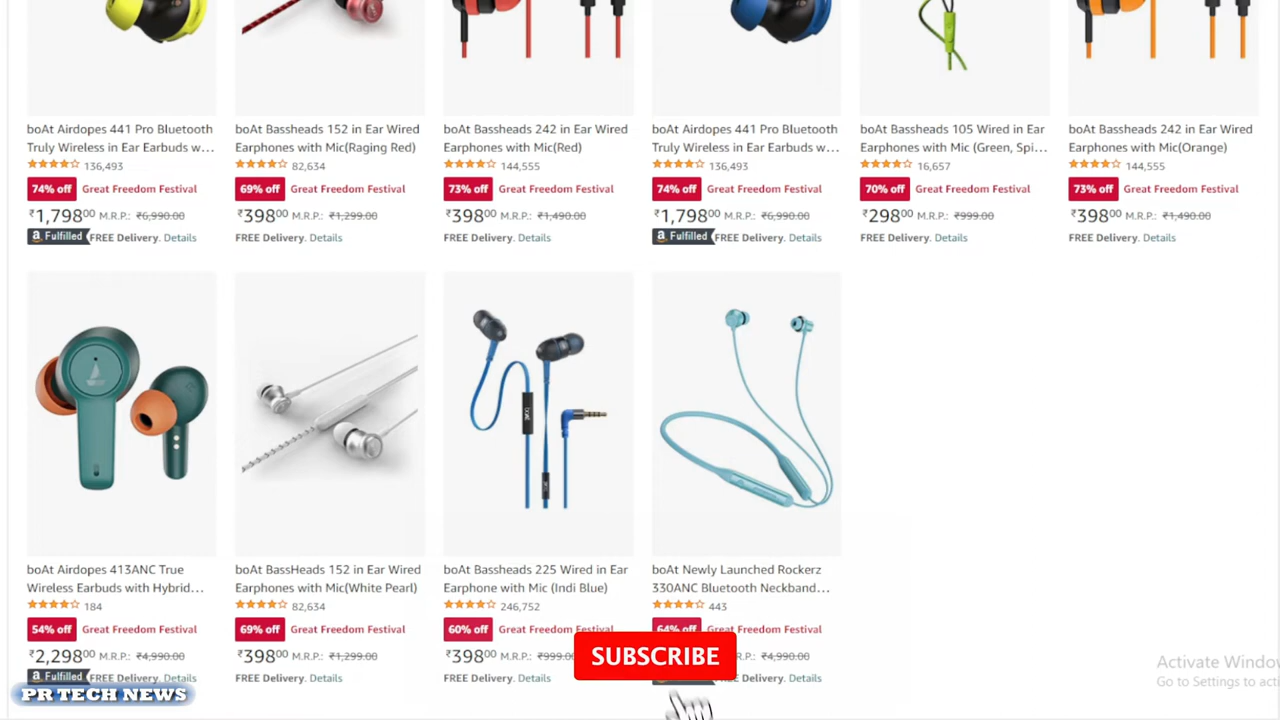 boAt Airdopes 441 Pro Bluetooth
Truly Wireless in Ear Earbuds w...
136,493
74% off Great Freedom Festival
₹1,798.00 M.R.P.: ₹6,990.00
a Fulfilled FREE Delivery. Details
boAt Bassheads 152 in Ear Wired
Earphones with Mic(Raging Red)
82,634
69% off Great Freedom Festival
₹398.00 M.R.P.: ₹1,299.00
FREE Delivery. Details
boAt Bassheads 242 in Ear Wired
Earphones with Mic(Red)
144,555
73% off Great Freedom Festival
₹398.00 M.R.P.: ₹1,490.00
FREE Delivery. Details
boAt Airdopes 441 Pro Bluetooth
Truly Wireless in Ear Earbuds w...
136,493
74% off Great Freedom Festival
₹1,798.00 M.R.P.: ₹6,990.00
a Fulfilled FREE Delivery. Details
boAt Bassheads 105 Wired in Ear
Earphones with Mic (Green, Spi...
16,657
70% off Great Freedom Festival
₹298.00 M.R.P.: ₹999.00
FREE Delivery. Details
boAt Bassheads 242 in Ear Wired
Earphones with Mic(Orange)
144,555
73% off Great Freedom Festival
₹398.00 M.R.P.: ₹1,490.00
FREE Delivery. Details
boAt Airdopes 413ANC True
Wireless Earbuds with Hybrid...
184
54% off Great Freedom Festival
₹2,298.00 M.R.P.: ₹4,990.00
a Fulfilled FREE Delivery. Details
boAt BassHeads 152 in Ear Wired
Earphones with Mic(White Pearl)
82,634
69% off Great Freedom Festival
₹398.00 M.R.P.: ₹1,299.00
FREE Delivery. Details
boAt Bassheads 225 Wired in Ear
Earphone with Mic (Indi Blue)
246,752
60% off Great Freedom Festival
₹398.00 M.R.P.: ₹999.0
FREE Delivery. Details
boAt Newly Launched Rockerz
330ANC Bluetooth Neckband...
443
64% off Great Freedom Festival
M.R.P.: ₹4,990.00
FREE Delivery. Details
SUBSCRIBE
PR TECH NEWS
Activate Window
Go to Settings to acti